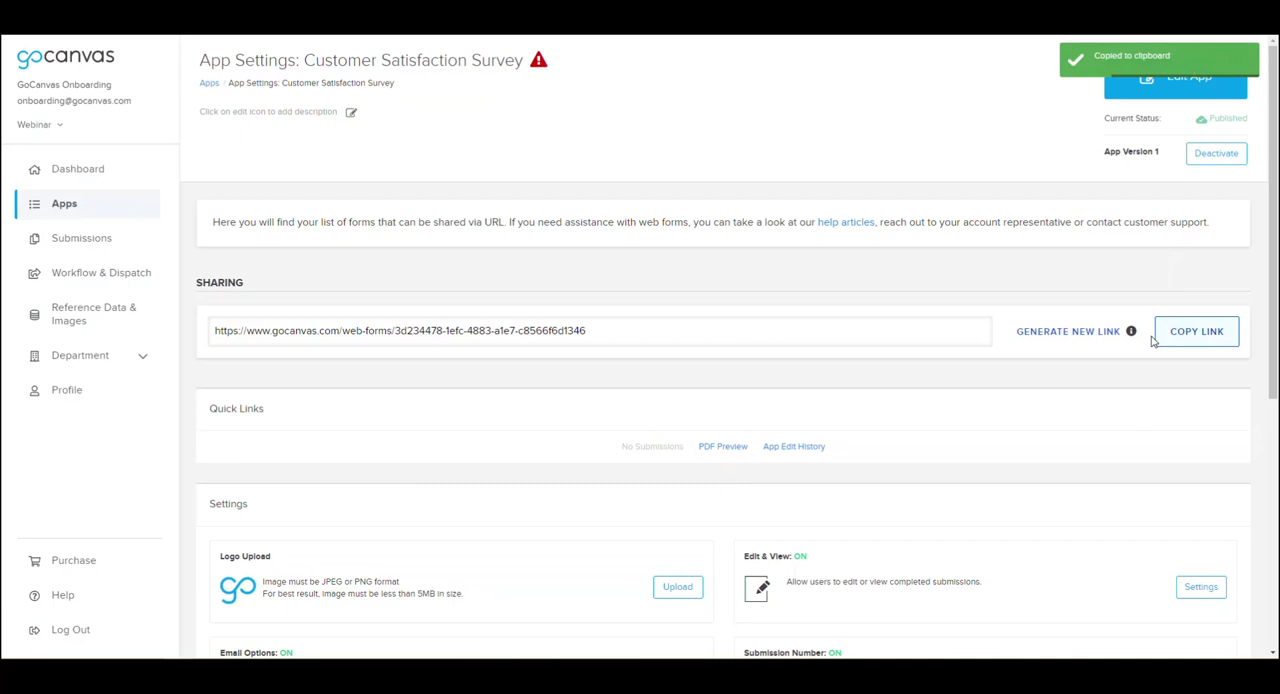 gocanvas
GoCanvas Onboarding
onboarding@gocanvas.com
Webinar
Dashboard
Apps
Submissions
Workflow & Dispatch
Reference Data &
Images
Department
Profile
Purchase
Help
Log Out
App Settings: Customer Satisfaction Survey
Apps / App Settings: Customer Satisfaction Survey
Click on edit icon to add description
Copied to clipboard
Edit App
Current Status: Published
App Version 1 Deactivate
Here you will find your list of forms that can be shared via URL. If you need assistance with web forms, you can take a look at our help articles, reach out to your account representative or contact customer support.
SHARING
https://www.gocanvas.com/web-forms/3d234478-1efc-4883-a1e7-c8566f6d1346 GENERATE NEW LINK COPY LINK
Quick Links
No Submissions PDF Preview App Edit History
Settings
Logo Upload
go
Image must be JPEG or PNG format
For best result, image must be less than 5MB in size.
Upload
Edit & View: ON
Allow users to edit or view completed submissions.
Settings
Email Options: ON
Submission Number: ON